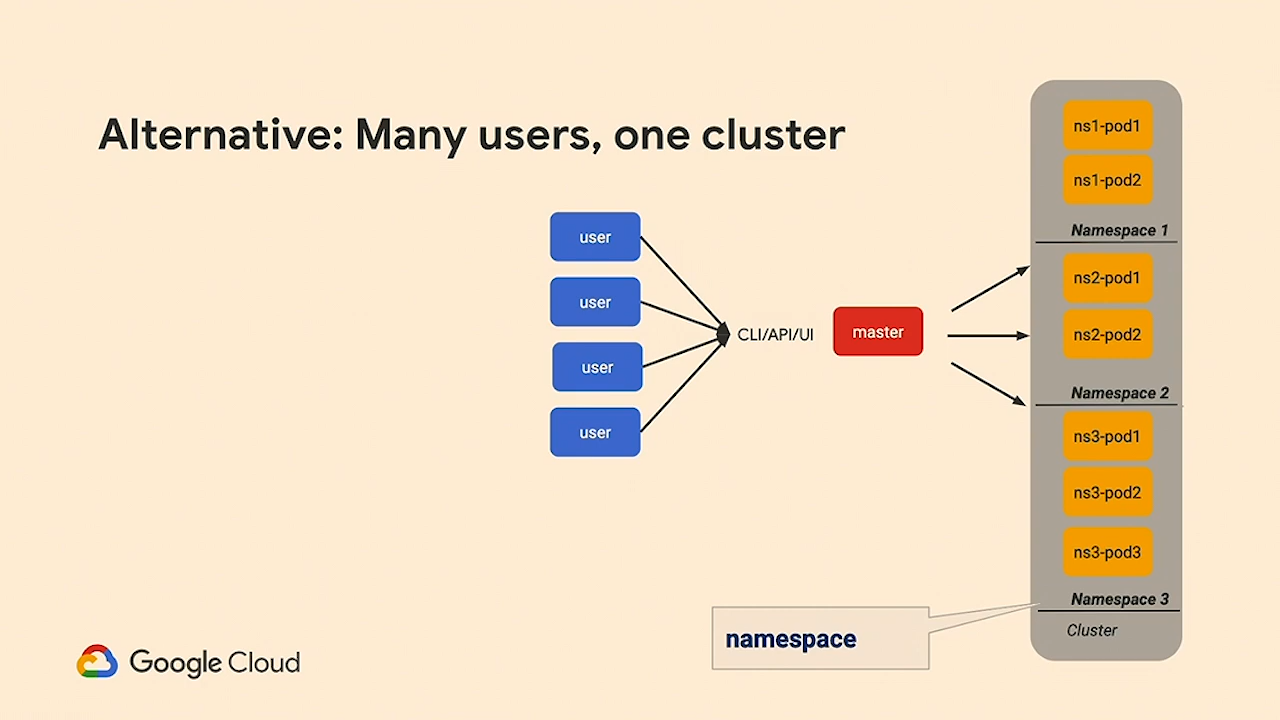 Alternative: Many users, one cluster
user
user
user
user
CLI/API/UI
master
ns1-pod1
ns1-pod2
Namespace 1
ns2-pod1
ns2-pod2
Namespace 2
ns3-pod1
ns3-pod2
ns3-pod3
Namespace 3
Cluster
namespace
Google Cloud